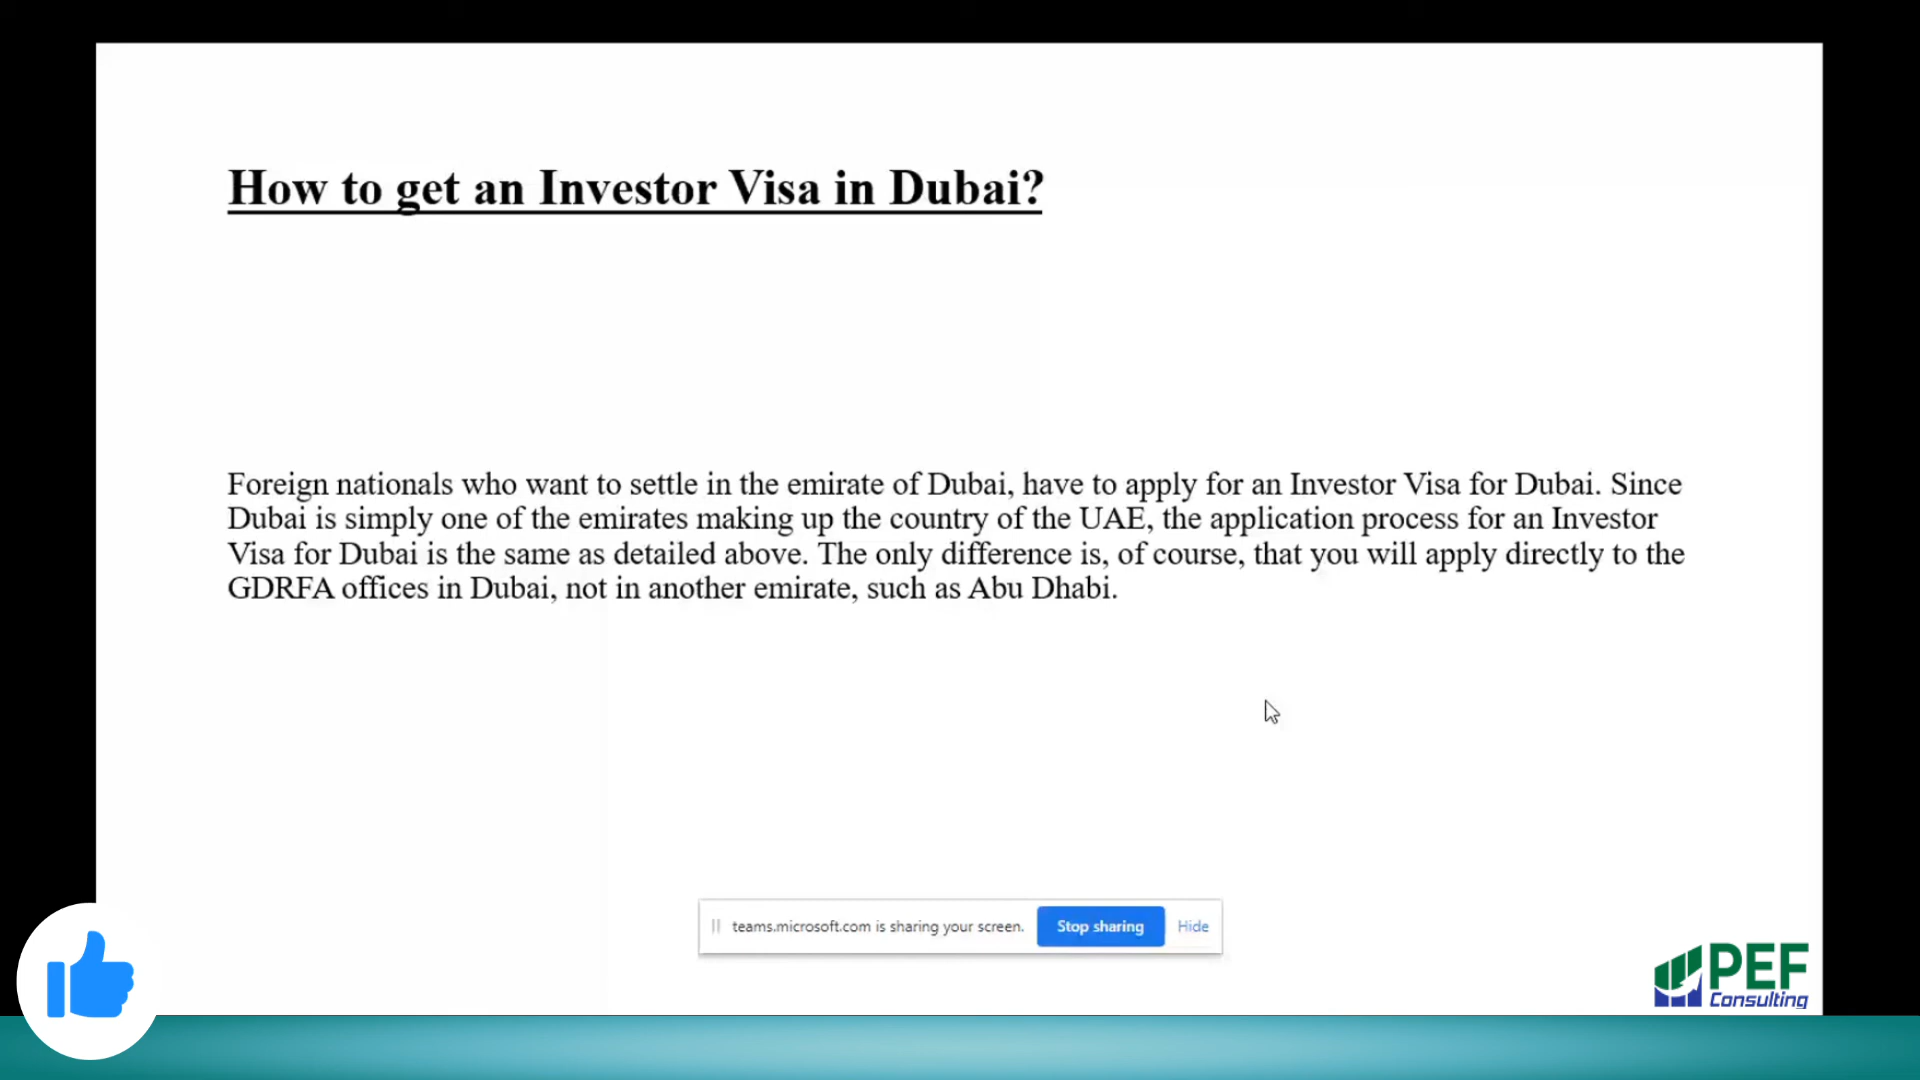 How to get an Investor Visa in Dubai?
Foreign nationals who want to settle in the emirate of Dubai, have to apply for an Investor Visa for Dubai. Since
Dubai is simply one of the emirates making up the country of the UAE, the application process for an Investor
Visa for Dubai is the same as detailed above. The only difference is, of course, that you will apply directly to the
GDRFA offices in Dubai, not in another emirate, such as Abu Dhabi.
teams.microsoft.com is sharing your screen. Stop sharing Hide
PEF
Consulting